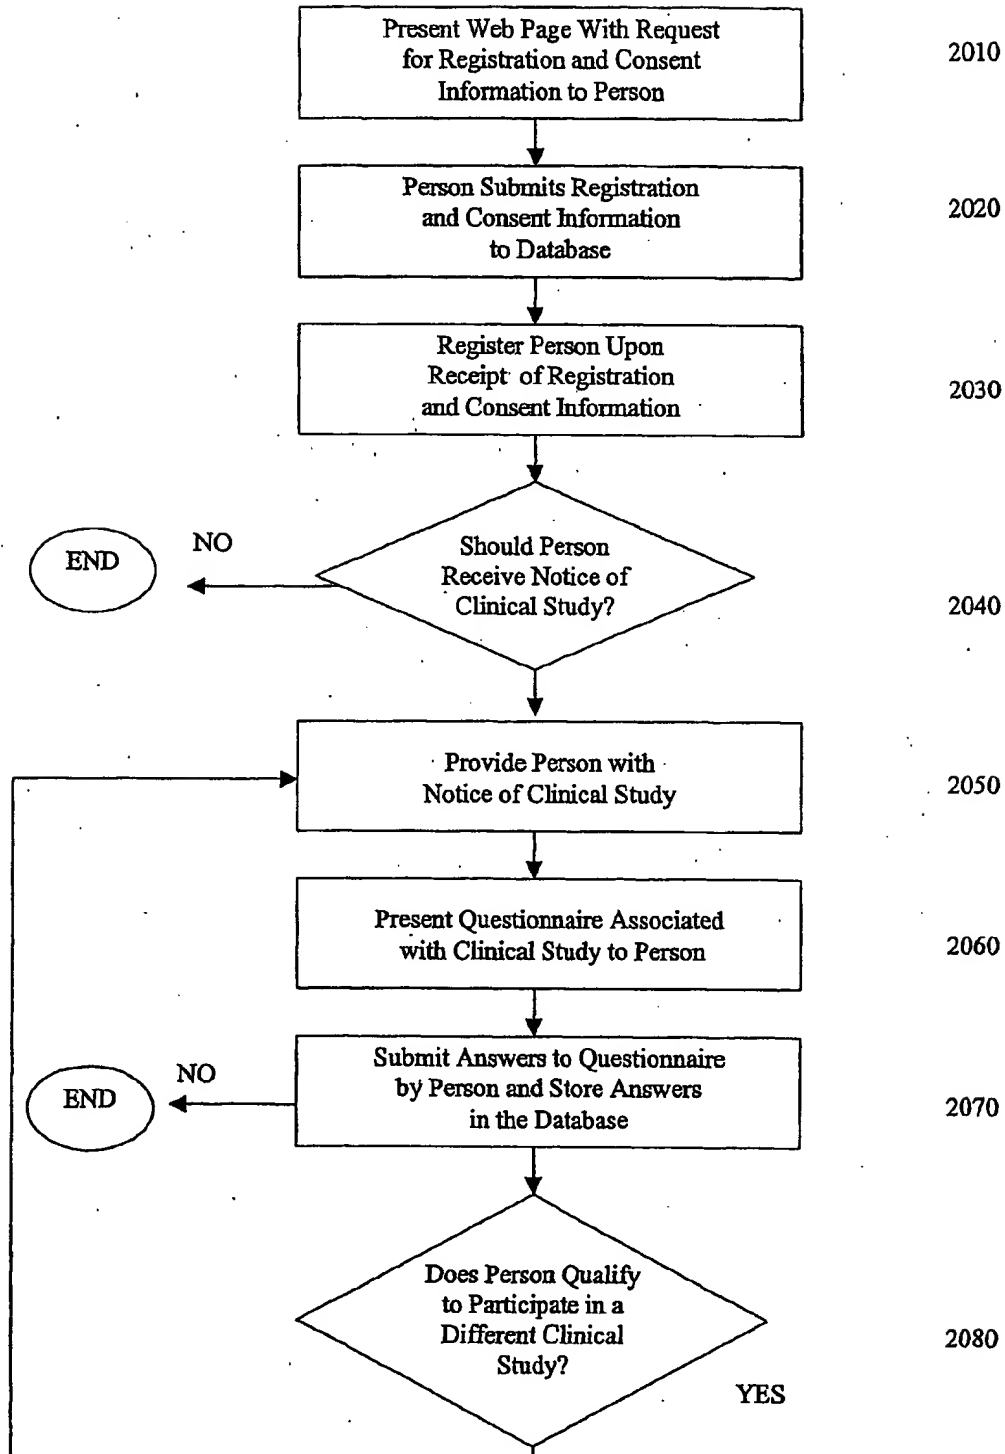 Present Web Page With Request
for Registration and Consent
Information to Person
2010
Person Submits Registration
and Consent Information
to Database
2020
Register Person Upon
Receipt of Registration
and Consent Information
2030
END
NO
Should Person
Receive Notice of
Clinical Study?
2040
Provide Person with
Notice of Clinical Study
2050
Present Questionnaire Associated
with Clinical Study to Person
2060
END
NO
Submit Answers to Questionnaire
by Person and Store Answers
in the Database
2070
Does Person Qualify
to Participate in a
Different Clinical
Study?
2080
YES